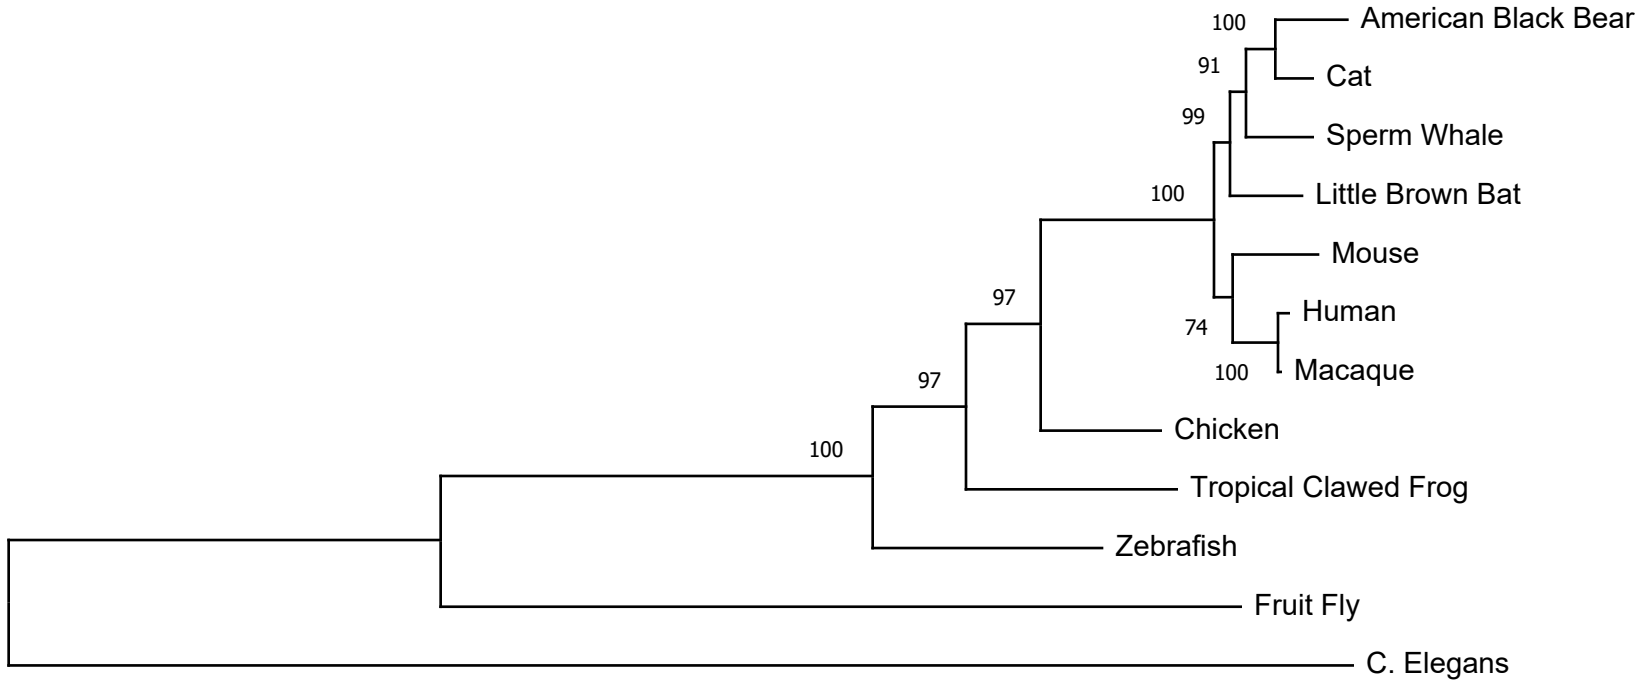 American Black Bear
100
Cat
91
99
Sperm Whale
Little Brown Bat
100
Mouse
97
Human
74
Macaque
100
97
Chicken
100
Tropical Clawed Frog
Zebrafish
Fruit Fly
C. Elegans